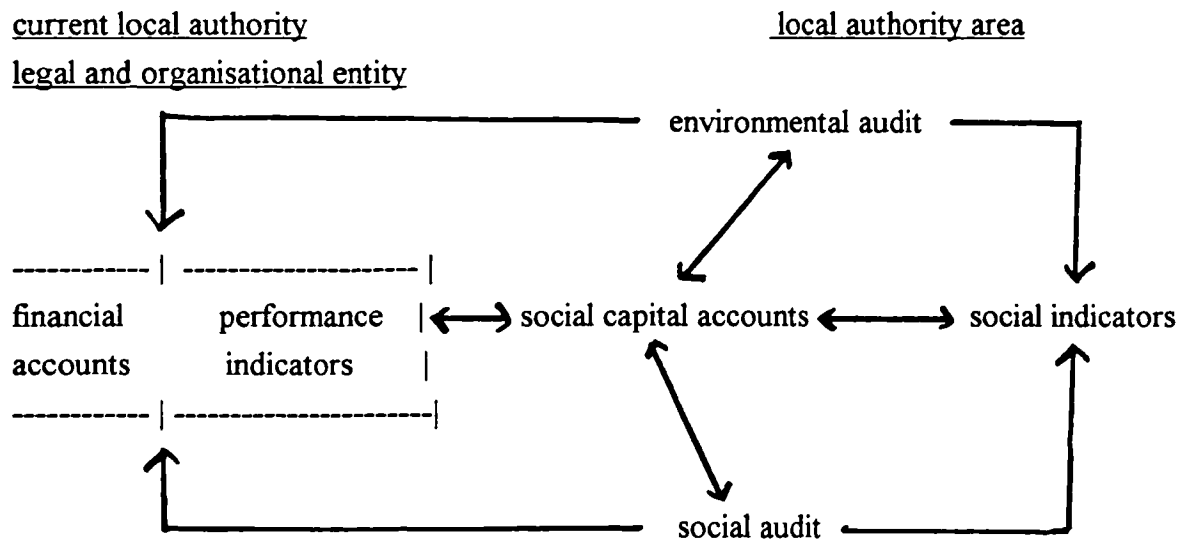 current local authority local authority area
legal and organisational entity
environmental audit
financial performance social capital accounts social indicators
accounts indicators
social audit